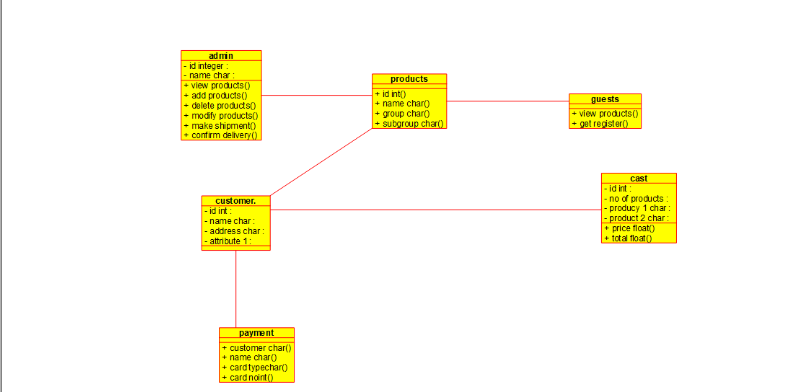 admin
- id integer :
- name char :
+ view products()
+ add products()
+ delete products()
+ modify products()
+ make shipment()
+ confirm delivery()
products
+ id int()
+ name char()
+ group char()
+ subgroup char()
guests
+ view products()
+ get register()
customer.
- id int :
- name char :
- address char :
- attribute 1 :
cast
- id int :
- no of products :
- producy 1 char :
- product 2 char :
+ price float()
+ total float()
payment
+ customer char()
+ name char()
+ card typechar()
+ card noint()